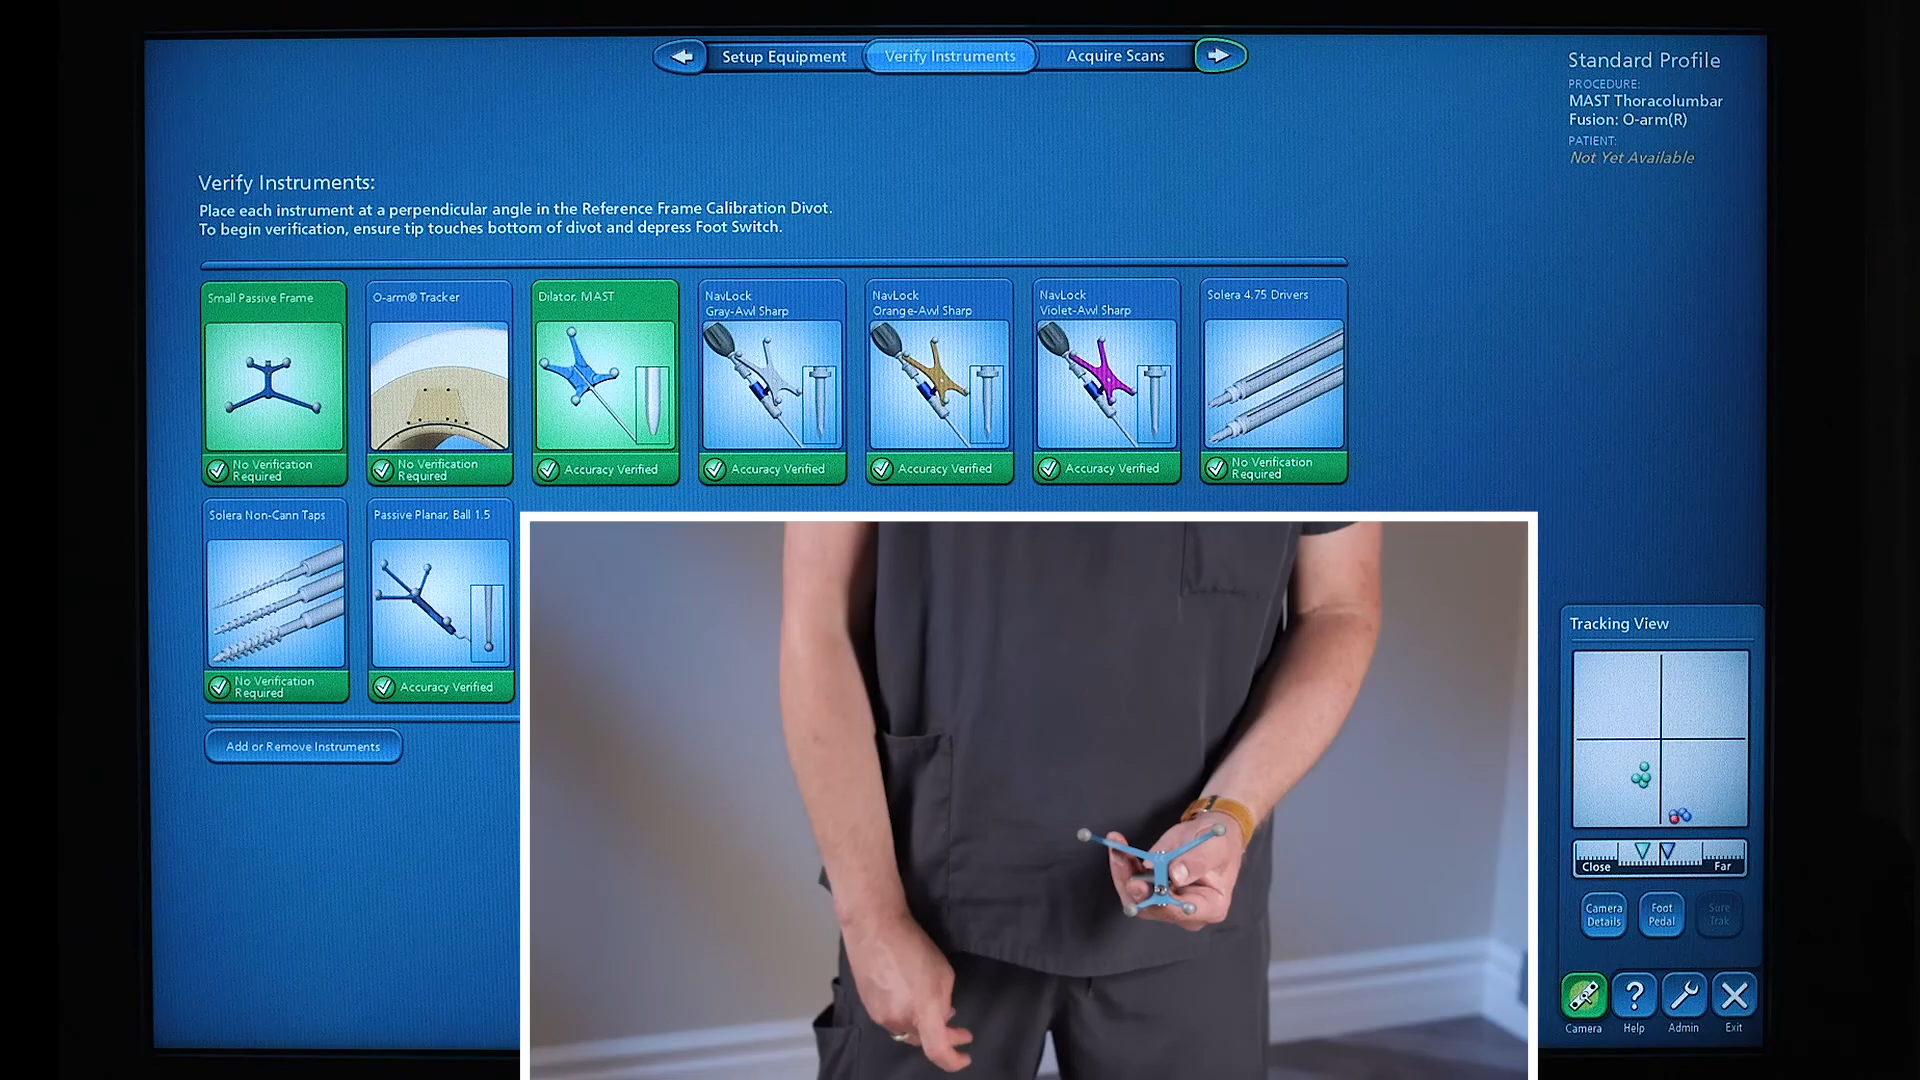 Setup Equipment
Verify Instruments
Acquire Scans
Standard Profile
PROCEDURE:
MAST Thoracolumbar
Fusion: O-arm(R)
PATIENT:
Not Yet Available
Verify Instruments:
Place each instrument at a perpendicular angle in the Reference Frame Calibration Divot.
To begin verification, ensure tip touches bottom of divot and depress Foot Switch.
Small Passive Frame
No Verification
Required
O-arm® Tracker
No Verification
Required
Dilator, MAST
Accuracy Verified
NavLock
Gray-Awl Sharp
Accuracy Verified
NavLock
Orange-Awl Sharp
Accuracy Verified
NavLock
Violet-Awl Sharp
Accuracy Verified
Solera 4.75 Drivers
No Verification
Required
Solera Non-Cann Taps
No Verification
Required
Passive Planar, Ball 1.5
Accuracy Verified
Add or Remove Instruments
Tracking View
Close
Far
Camera
Details
Foot
Pedal
Sure
Trak
Camera
Help
Admin
Exit